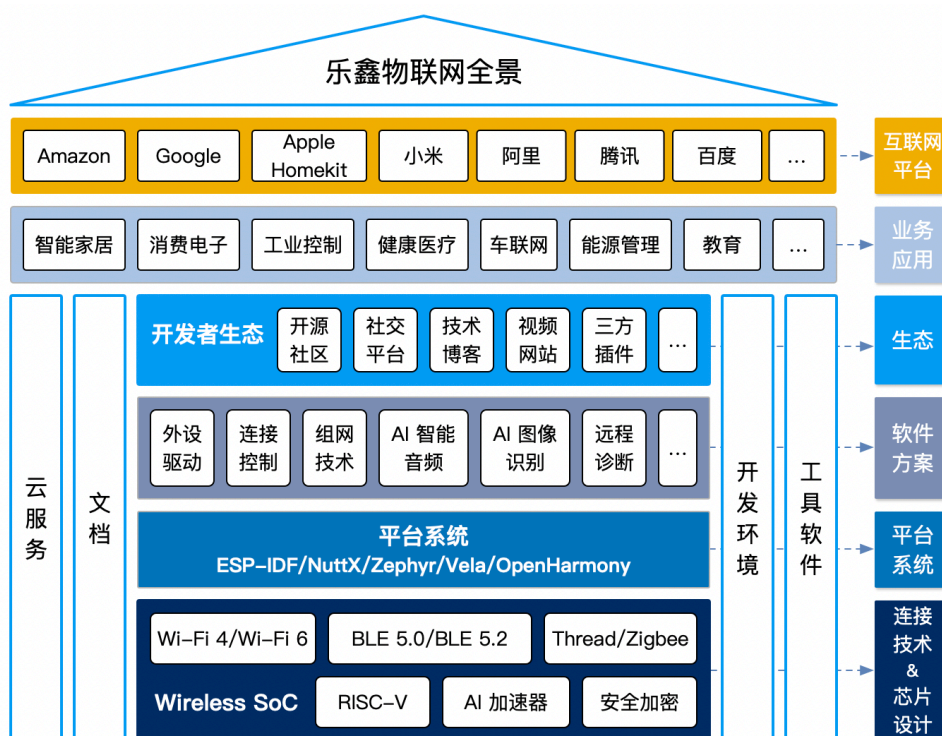 乐鑫物联网全景
Amazon
Google
Apple
Homekit
小米
阿里
腾讯
百度
...
互联网
平台
智能家居
消费电子
工业控制
健康医疗
车联网
能源管理
教育
...
业务
应用
云服务
文档
开发者生态
开源
社区
社交
平台
技术
博客
视频
网站
三方
插件
...
生态
外设
驱动
连接
控制
组网
技术
AI 智能
音频
AI 图像
识别
远程
诊断
...
软件
方案
平台系统
ESP-IDF/NuttX/Zephyr/Vela/OpenHarmony
平台
系统
Wi-Fi 4/Wi-Fi 6
BLE 5.0/BLE 5.2
Thread/Zigbee
Wireless SoC
RISC-V
AI 加速器
安全加密
开发环境
工具软件
连接
技术
&
芯片
设计